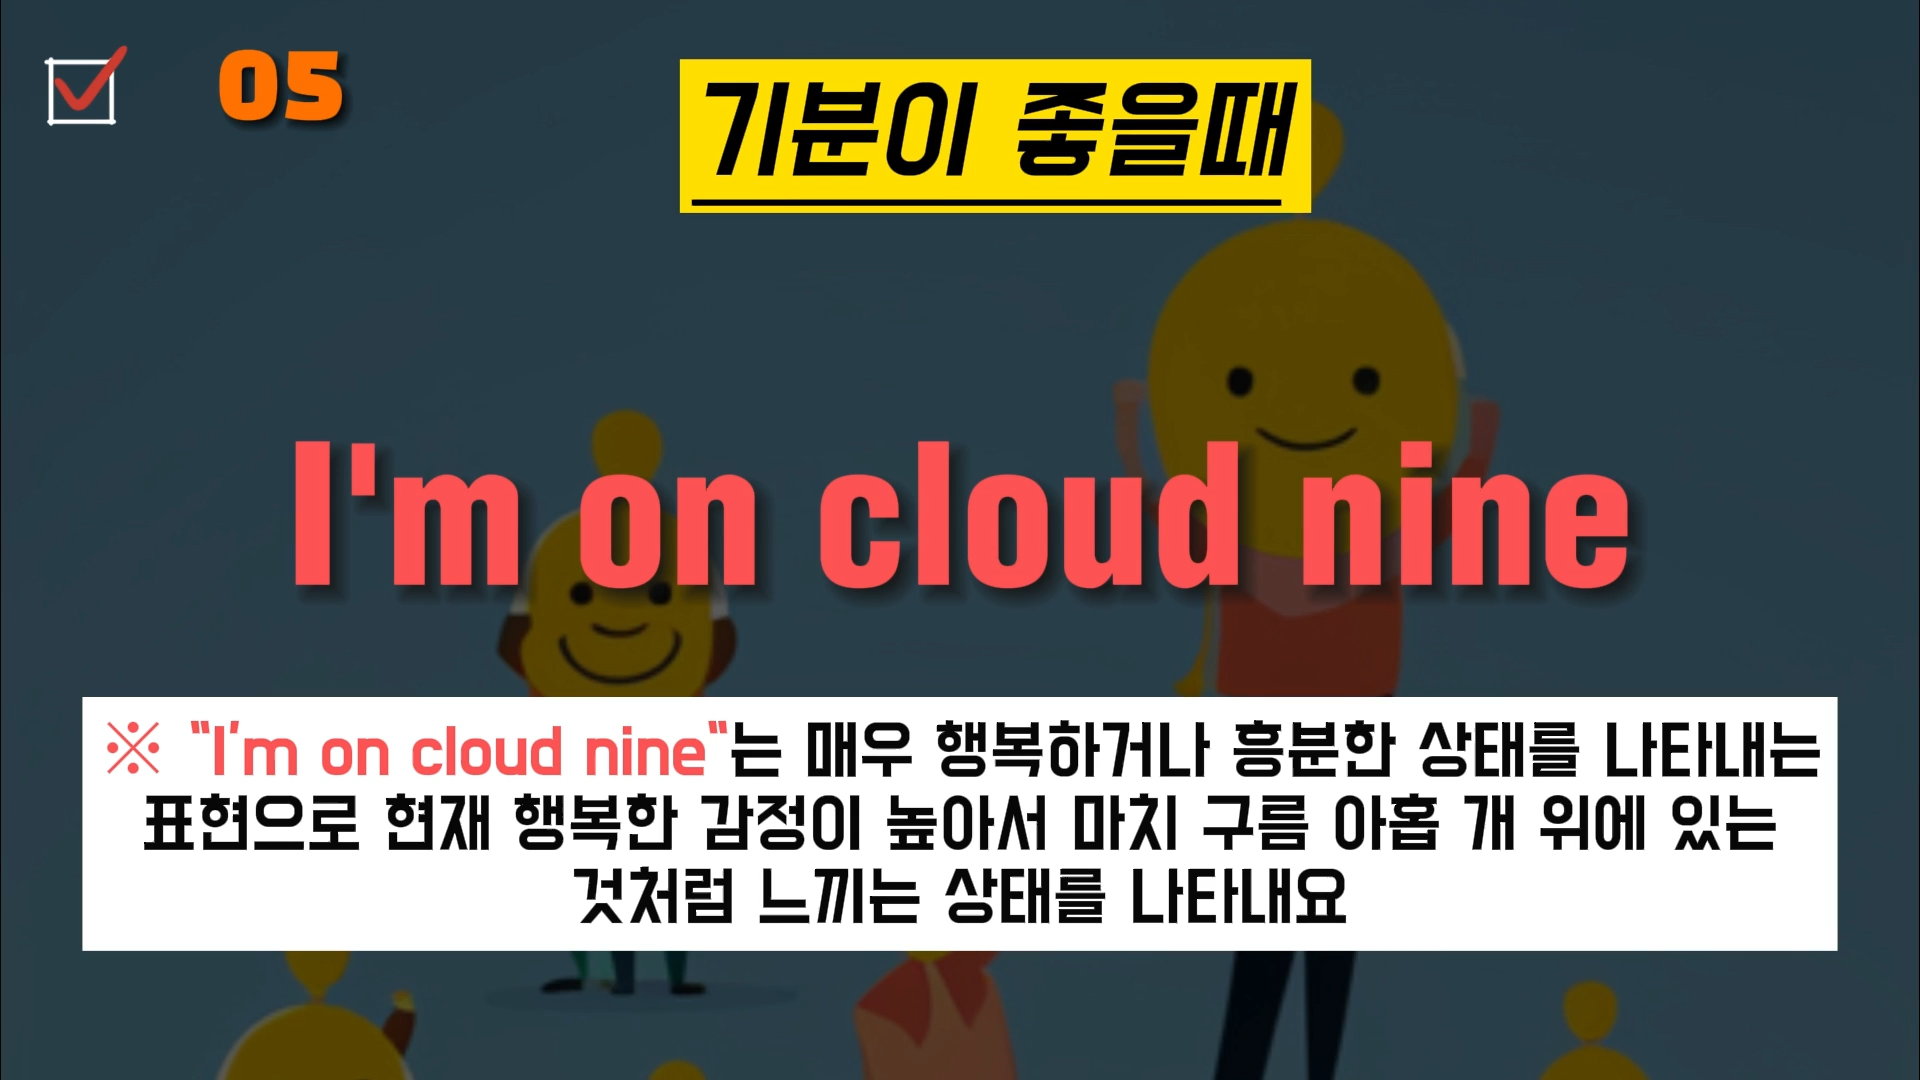 05
기분이 좋을때
I'm on cloud nine
※ "I'm on cloud nine"는 매우 행복하거나 흥분한 상태를 나타내는
표현으로 현재 행복한 감정이 높아서 마치 구름 아홉 개 위에 있는
것처럼 느끼는 상태를 나타내요